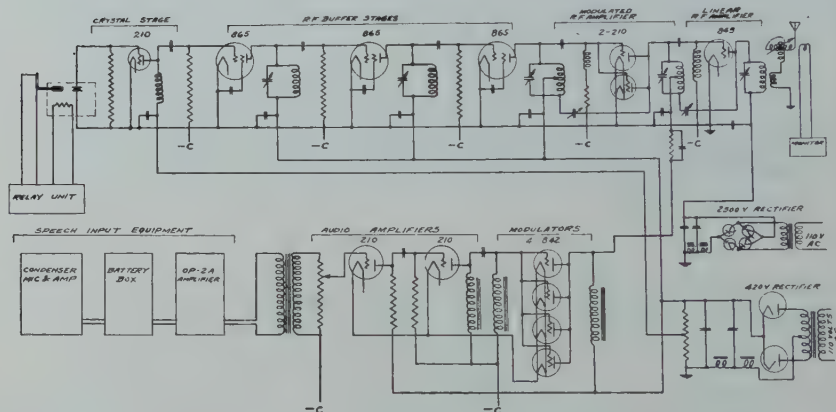 CRYSTAL STAGE
210
R F BUFFER STAGES
865
865
865
MODULATED
R.F. AMPLIFIER
2-210
LINEAR
R F AMPLIFIER
849
-C
-C
-C
-C
-C
RELAY UNIT
MONITOR
SPEECH INPUT EQUIPMENT
CONDENSER
MIC & AMP
BATTERY
BOX
OP-2A
AMPLIFIER
AUDIO AMPLIFIERS
210
210
MODULATORS
4 842
2500 V RECTIFIER
110 V
AC
420 V RECTIFIER
110 VOLTS
-C
-C